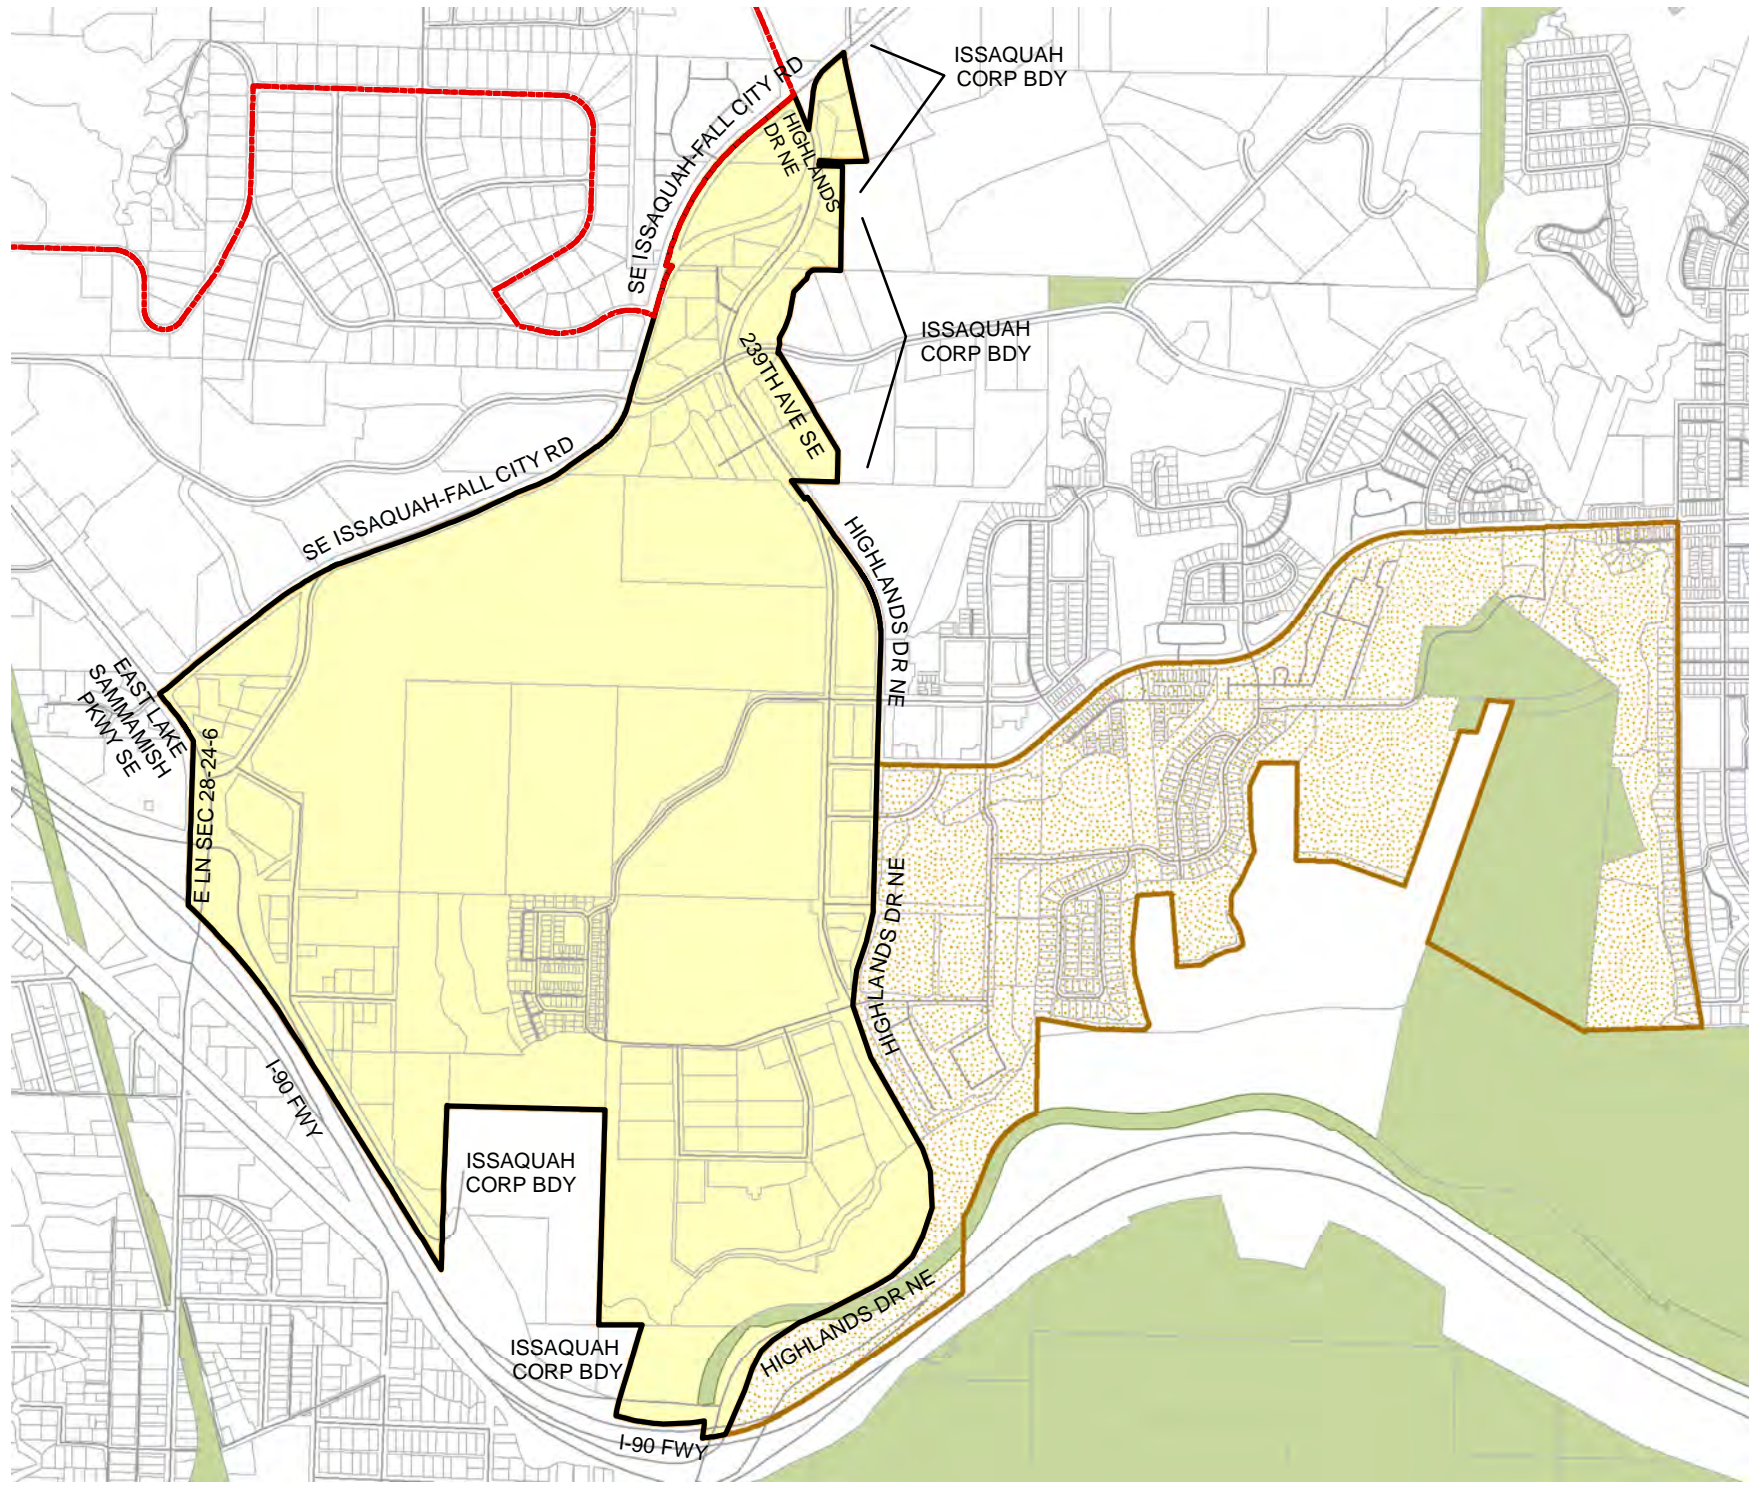 ISSAQUAH
CORP BDY
SE ISSAQUAH-FALL CITY RD
HIGHLANDS
DR NE
ISSAQUAH
CORP BDY
239TH AVE SE
SE ISSAQUAH-FALL CITY RD
HIGHLANDS DR NE
EAST LAKE
SAMMAMISH
PKWY SE
E LN SEC 28-24-6
HIGHLANDS DR NE
I-90 FWY
ISSAQUAH
CORP BDY
HIGHLANDS DR NE
ISSAQUAH
CORP BDY
I-90 FWY